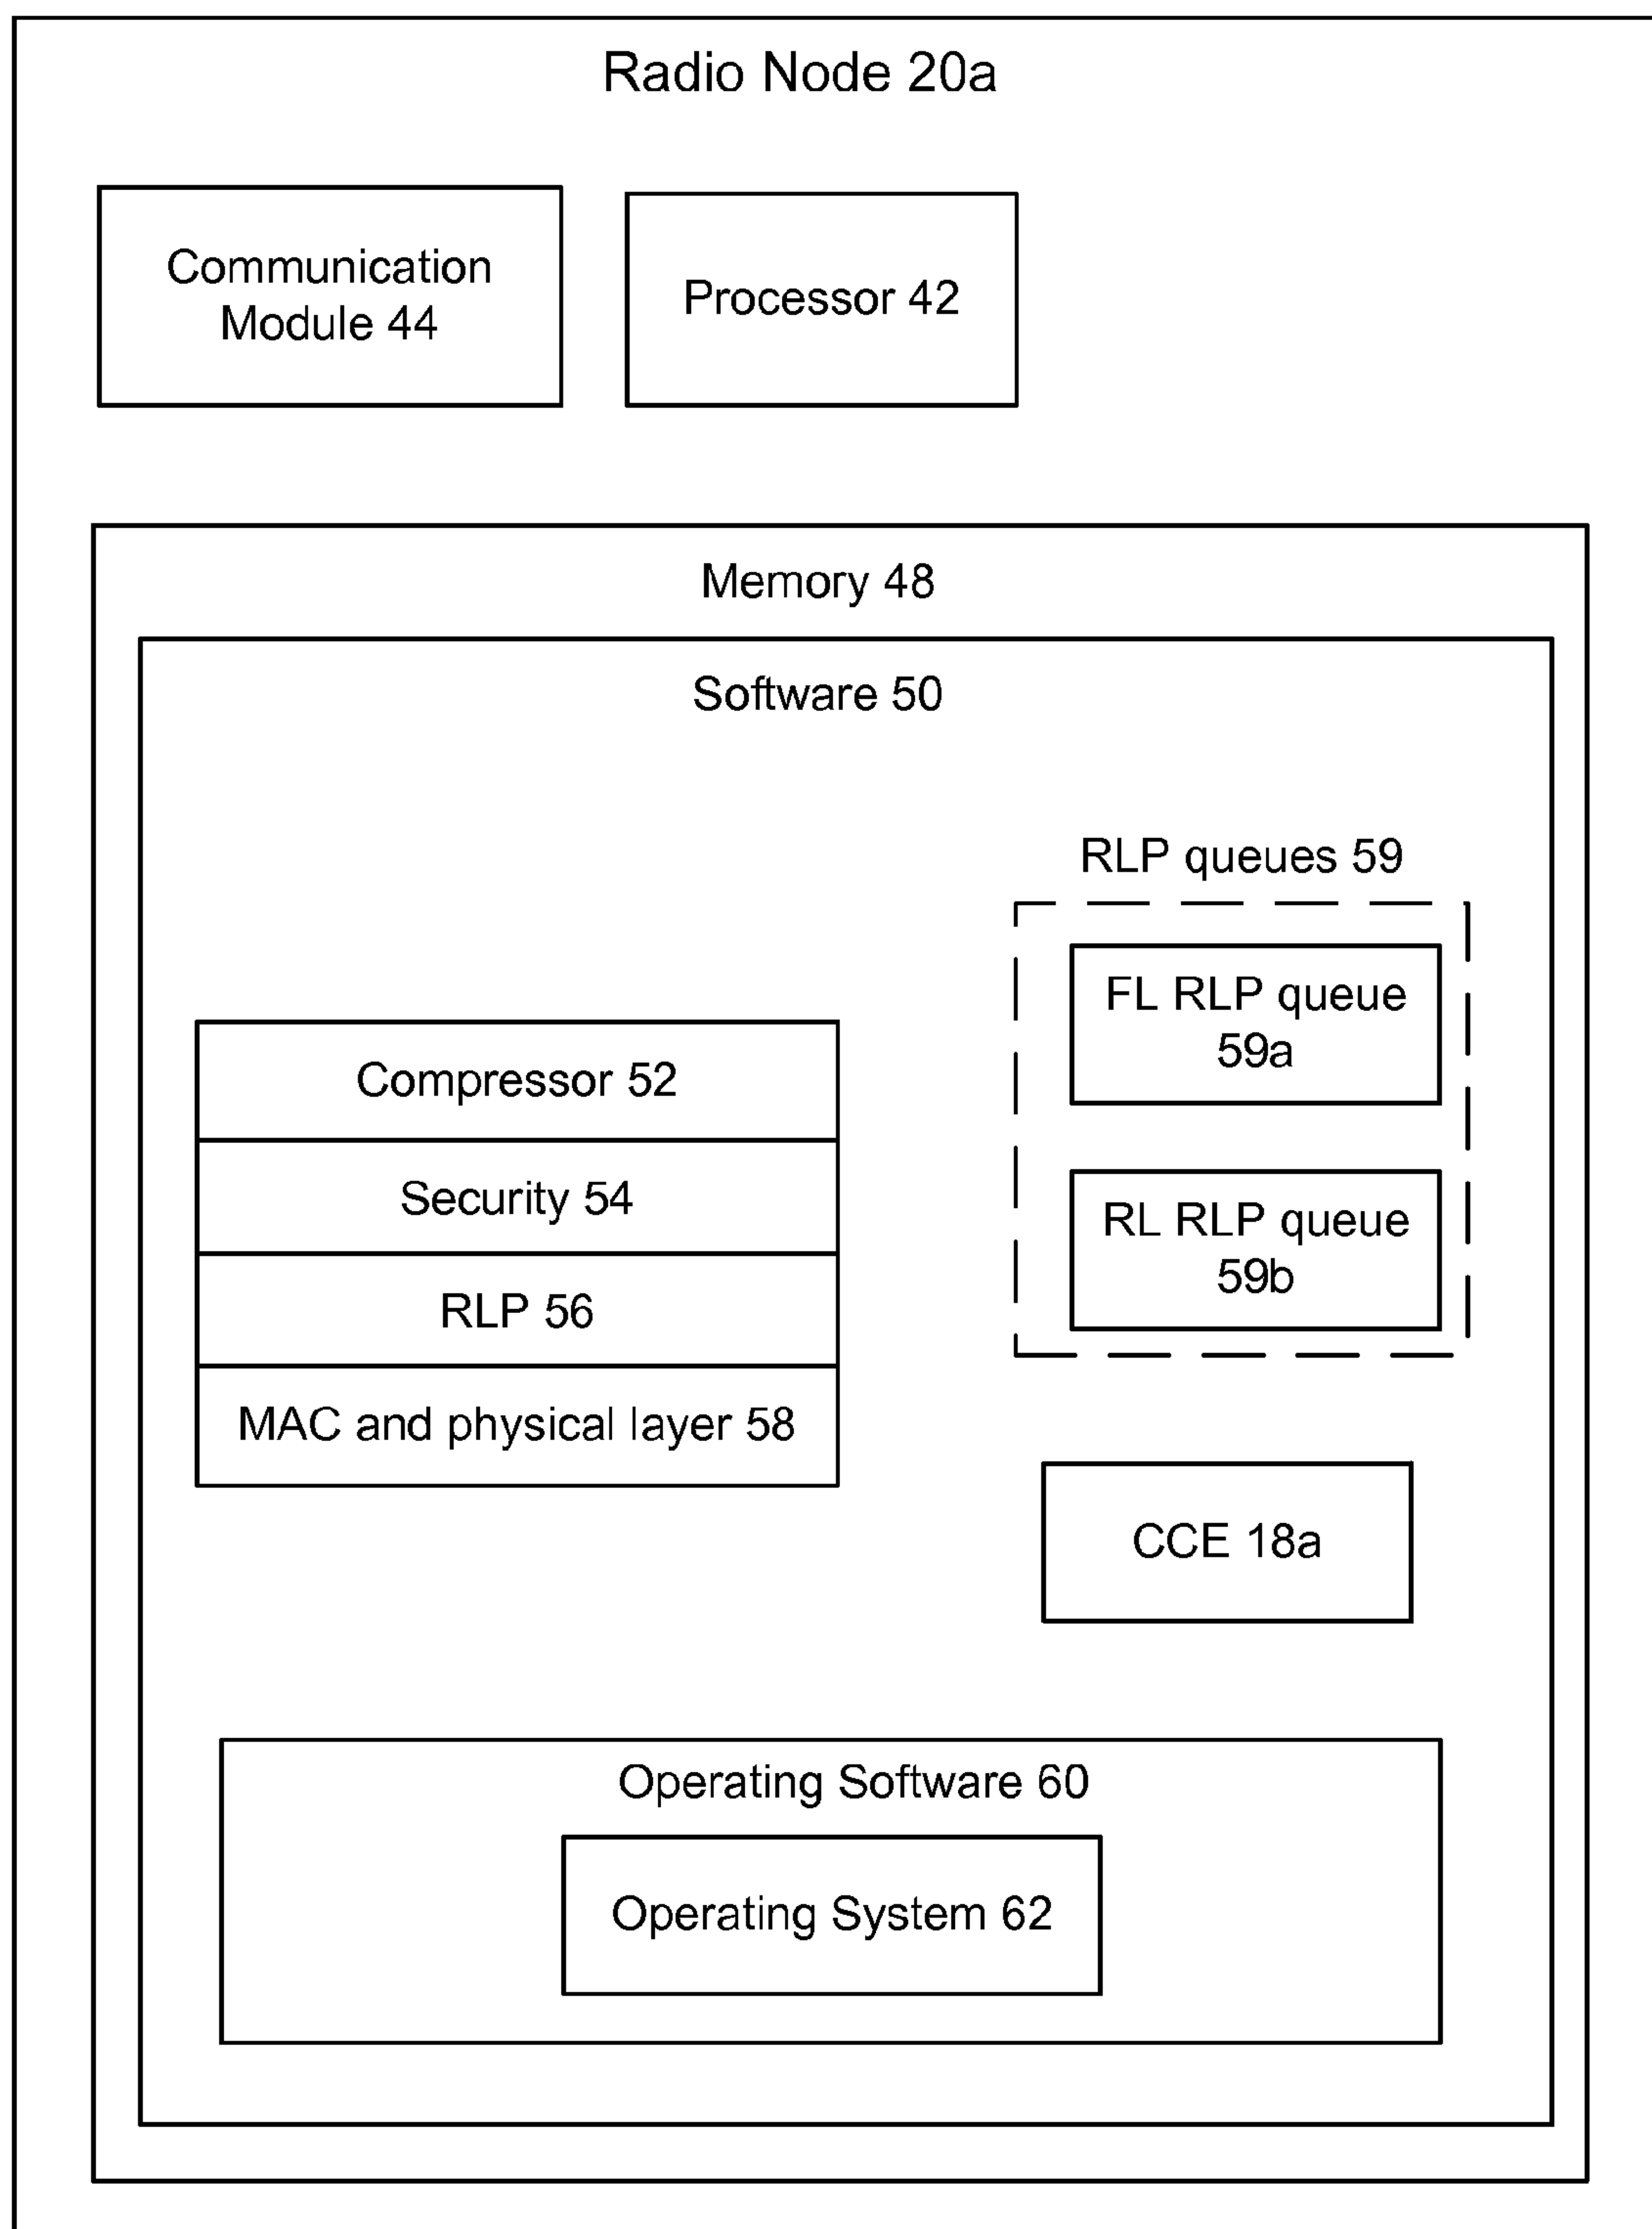 Radio Node 20a
Communication
Module 44
Processor 42
Memory 48
Software 50
RLP queues 59
FL RLP queue
59a
RL RLP queue
59b
Compressor 52
Security 54
RLP 56
MAC and physical layer 58
CCE 18a
Operating Software 60
Operating System 62